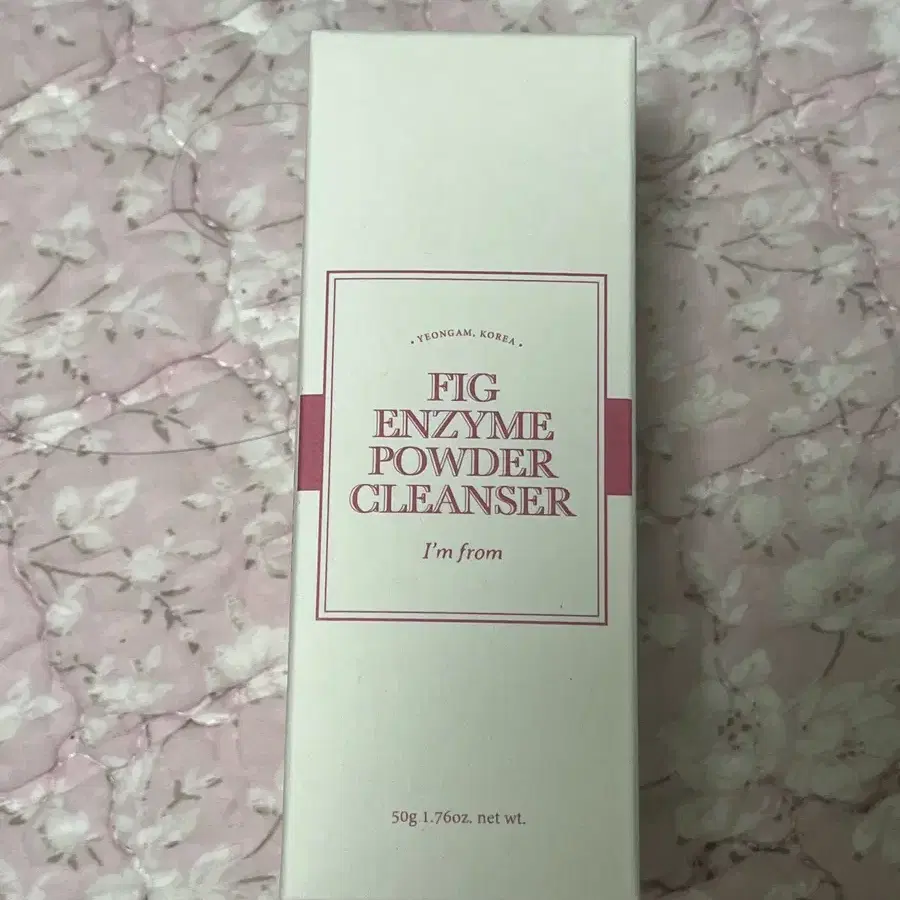 • YEONGAM, KOREA •
FIG
ENZYME
POWDER
CLEANSER
I'm from
50g 1.76oz. net wt.